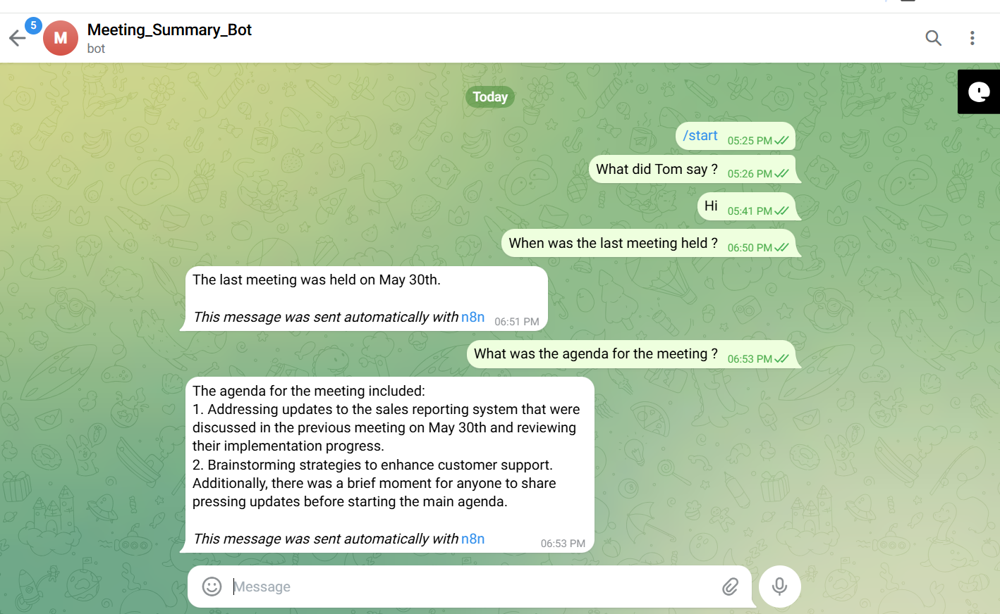 5
M
Meeting_Summary_Bot
bot
Today
/start 05:25 PM
What did Tom say ? 05:26 PM
Hi 05:41 PM
When was the last meeting held ? 06:50 PM
The last meeting was held on May 30th.
This message was sent automatically with n8n 06:51 PM
What was the agenda for the meeting ? 06:53 PM
The agenda for the meeting included:
1. Addressing updates to the sales reporting system that were
discussed in the previous meeting on May 30th and reviewing
their implementation progress.
2. Brainstorming strategies to enhance customer support.
Additionally, there was a brief moment for anyone to share
pressing updates before starting the main agenda.
This message was sent automatically with n8n 06:53 PM
Message